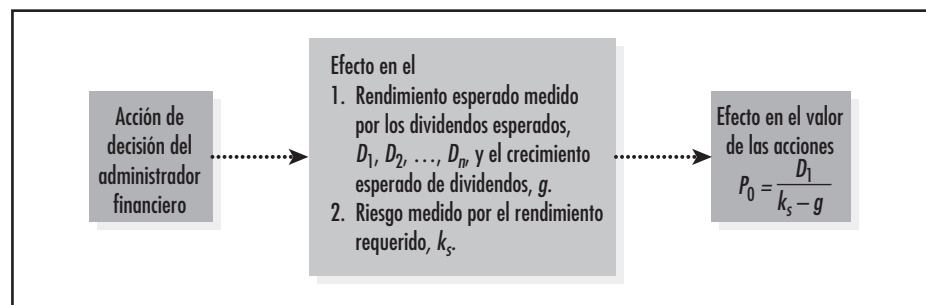 Acción de
decisión del
administrador
financiero
Efecto en el
1. Rendimiento esperado medido
por los dividendos esperados,
D₁, D₂, …, Dₙ, y el crecimiento
esperado de dividendos, g.
2. Riesgo medido por el rendimiento
requerido, kₛ.
Efecto en el valor
de las acciones
P₀ = D₁ / (kₛ – g)